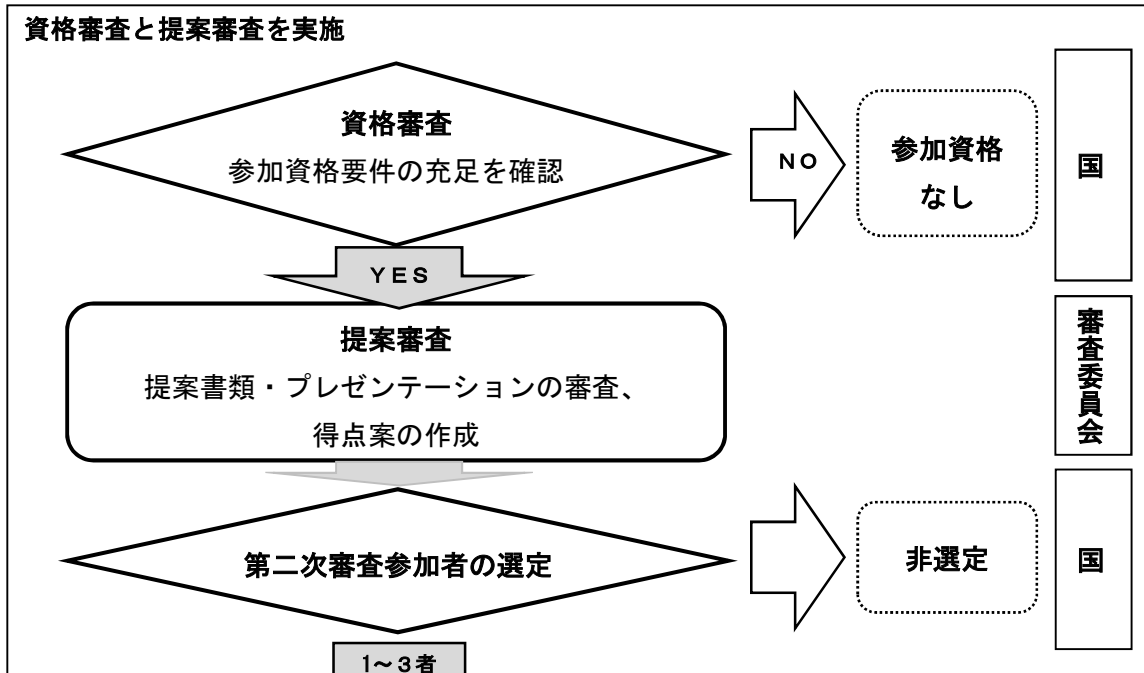 資格審査と提案審査を実施
資格審査
参加資格要件の充足を確認
ＮＯ
参加資格
なし
国
ＹＥＳ
提案審査
提案書類・プレゼンテーションの審査、
得点案の作成
審査委員会
第二次審査参加者の選定
非選定
国
1～３者